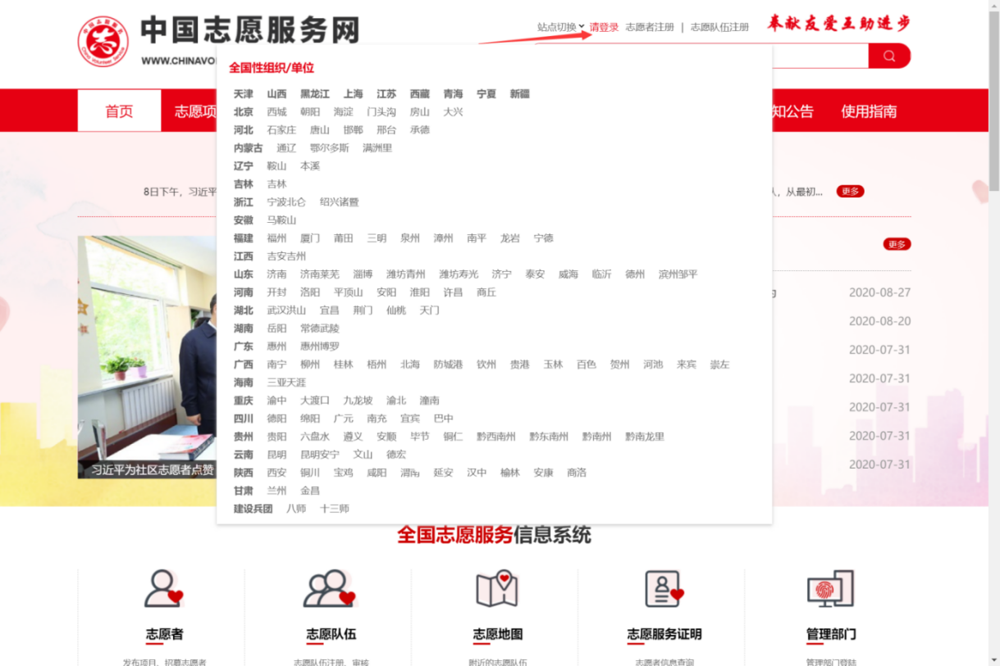 中国志愿服务网
站点切换 请登录 志愿者注册 | 志愿队伍注册
奉献友爱互助进步
全国性组织/单位
天津 山西 黑龙江 上海 江苏 西藏 青海 宁夏 新疆
北京 西城 朝阳 海淀 门头沟 房山 大兴
首页 志愿项 知公告 使用指南
河北 石家庄 唐山 邯郸 邢台 承德
内蒙古 通辽 鄂尔多斯 满洲里
辽宁 鞍山 本溪
吉林 吉林
8日下午，习近平
人，从最初... 更多
浙江 宁波北仑 绍兴诸暨
安徽 马鞍山
福建 福州 厦门 莆田 三明 泉州 漳州 南平 龙岩 宁德
更多
江西 吉安吉州
山东 济南 济南莱芜 淄博 潍坊青州 潍坊寿光 济宁 泰安 威海 临沂 德州 滨州邹平
河南 开封 洛阳 平顶山 安阳 淮阳 许昌 商丘
2020-08-27
湖北 武汉洪山 宜昌 荆门 仙桃 天门
2020-08-20
湖南 岳阳 常德武陵
广东 惠州 惠州博罗
2020-07-31
广西 南宁 柳州 桂林 梧州 北海 防城港 钦州 贵港 玉林 百色 贺州 河池 来宾 崇左
海南 三亚天涯
2020-07-31
重庆 渝中 大渡口 九龙坡 渝北 潼南
2020-07-31
四川 德阳 绵阳 广元 南充 宜宾 巴中
贵州 贵阳 六盘水 遵义 安顺 毕节 铜仁 黔西南州 黔东南州 黔南州 黔南龙里
2020-07-31
云南 昆明 昆明安宁 文山 德宏
2020-07-31
陕西 西安 铜川 宝鸡 咸阳 渭南 延安 汉中 榆林 安康 商洛
习近平为社区志愿者点赞
甘肃 兰州 金昌
建设兵团 八师 十三师
全国志愿服务信息系统
志愿者 志愿队伍 志愿地图 志愿服务证明 管理部门
发布项目、招募志愿者 志愿队伍注册、审核 附近的志愿队伍 志愿者信息查询 管理部门登陆